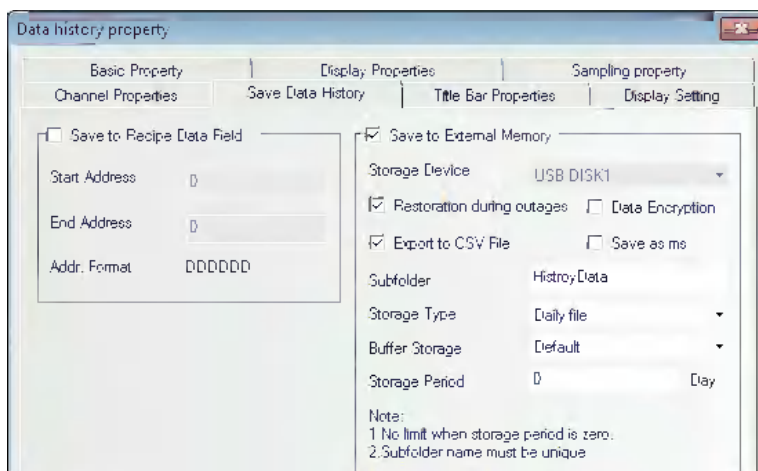 Data history property
Basic Property Display Properties Sampling property
Channel Properties Save Data History Title Bar Properties Display Setting
Save to Recipe Data Field
Start Address 0
End Address 0
Addr. Format DDDDDD
Save to External Memory
Storage Device USB DISK1
Restoration during outages Data Encryption
Export to CSV File Save as ms
Subfolder HistroyData
Storage Type Daily file
Buffer Storage Default
Storage Period 0 Day
Note:
1 No limit when storage period is zero.
2.Subfolder name must be unique